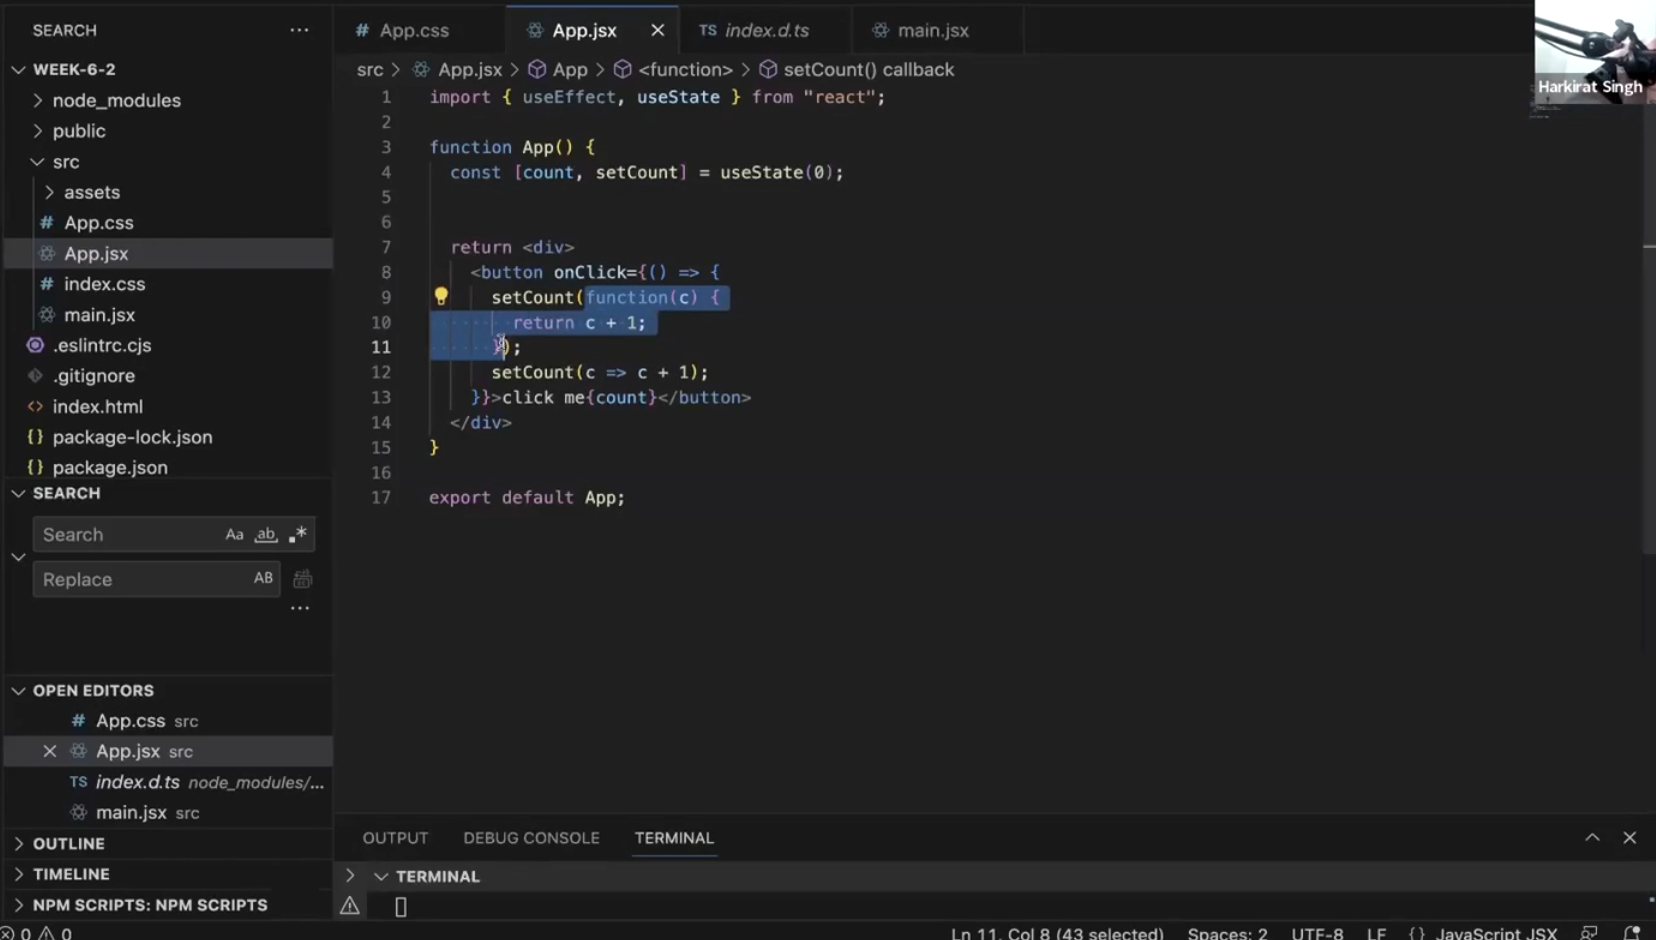 SEARCH
WEEK-6-2
node_modules
public
src
assets
# App.css
App.jsx
# index.css
main.jsx
.eslintrc.cjs
.gitignore
<> index.html
{} package-lock.json
{} package.json
SEARCH
Search Aa ab .*
Replace AB
OPEN EDITORS
# App.css src
App.jsx src
TS index.d.ts node_modules/...
main.jsx src
OUTLINE
TIMELINE
NPM SCRIPTS: NPM SCRIPTS
# App.css App.jsx TS index.d.ts main.jsx
src > App.jsx > App > <function> > setCount() callback
1 import { useEffect, useState } from "react";
2
3 function App() {
4 const [count, setCount] = useState(0);
5
6
7 return <div>
8 <button onClick={() => {
9 setCount(function(c) {
10 return c + 1;
11 });
12 setCount(c => c + 1);
13 }}>click me{count}</button>
14 </div>
15 }
16
17 export default App;
Harkirat Singh
OUTPUT DEBUG CONSOLE TERMINAL
TERMINAL
0 0 Ln 11, Col 8 (43 selected) Spaces: 2 UTF-8 LF {} JavaScript JSX